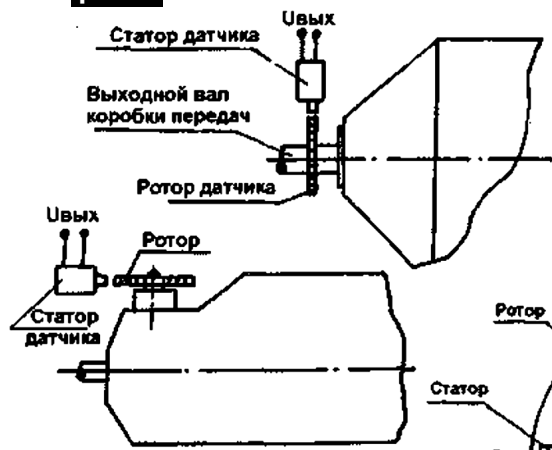 Uвых
Статор датчика
Выходной вал
коробки передач
Ротор датчика
Uвых
Ротор
Статор
датчика
Ротор
Статор